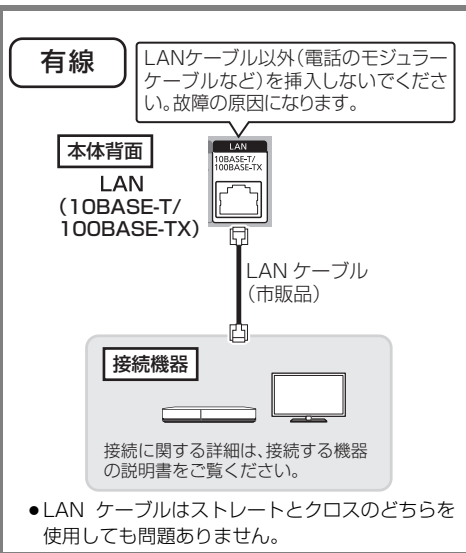 有線
LANケーブル以外（電話のモジュラー
ケーブルなど）を挿入しないでくださ
い。故障の原因になります。
本体背面
LAN
（10BASE-T/
100BASE-TX）
LAN
10BASE-T/
100BASE-TX
LAN ケーブル
（市販品）
接続機器
接続に関する詳細は、接続する機器
の説明書をご覧ください。
●LAN ケーブルはストレートとクロスのどちらを
使用しても問題ありません。